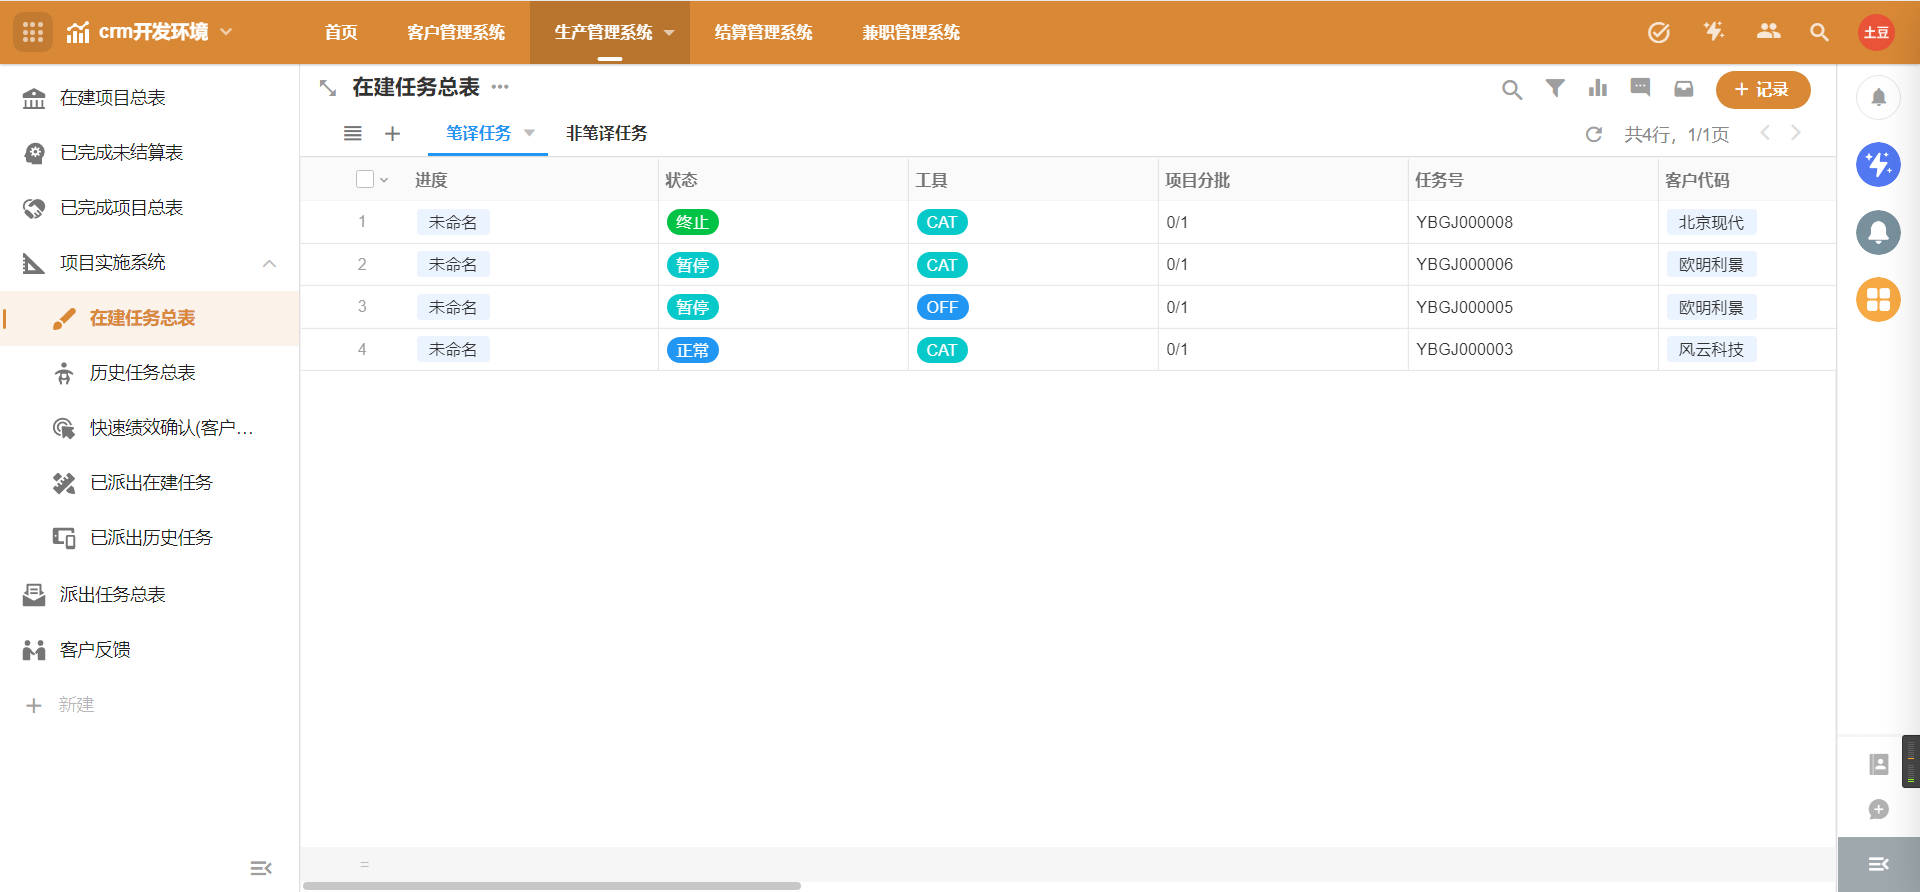 crm开发环境
首页
客户管理系统
生产管理系统
结算管理系统
兼职管理系统
土豆
在建项目总表
已完成未结算表
已完成项目总表
项目实施系统
在建任务总表
历史任务总表
快速绩效确认(客户...
已派出在建任务
已派出历史任务
派出任务总表
客户反馈
+ 新建
在建任务总表 ···
+ 记录
笔译任务
非笔译任务
共4行, 1/1页
进度 状态 工具 项目分批 任务号 客户代码
1 未命名 终止 CAT 0/1 YBGJ000008 北京现代
2 未命名 暂停 CAT 0/1 YBGJ000006 欧明利景
3 未命名 暂停 OFF 0/1 YBGJ000005 欧明利景
4 未命名 正常 CAT 0/1 YBGJ000003 风云科技
=